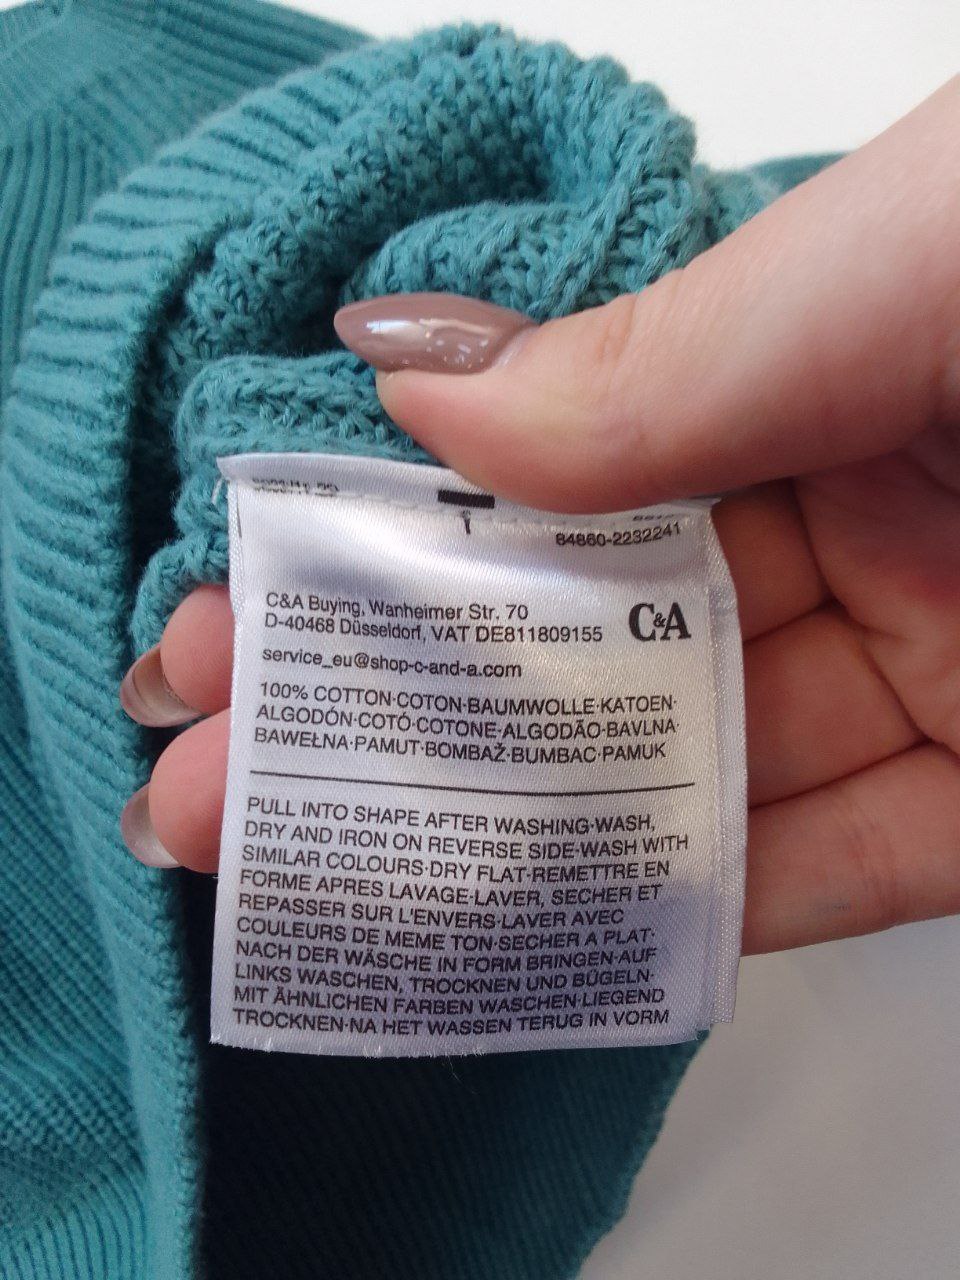 84860-2232241
C&A Buying, Wanheimer Str. 70
D-40468 Düsseldorf, VAT DE811809155
C&A
service_eu@shop-c-and-a.com
100% COTTON·COTON·BAUMWOLLE·KATOEN·
ALGODÓN·COTÓ·COTONE·ALGODÃO·BAVLNA·
BAWEŁNA·PAMUT·BOMBAŽ·BUMBAC·PAMUK
PULL INTO SHAPE AFTER WASHING·WASH,
DRY AND IRON ON REVERSE SIDE·WASH WITH
SIMILAR COLOURS·DRY FLAT·REMETTRE EN
FORME APRES LAVAGE·LAVER, SECHER ET
REPASSER SUR L'ENVERS·LAVER AVEC
COULEURS DE MEME TON·SECHER A PLAT·
NACH DER WÄSCHE IN FORM BRINGEN·AUF
LINKS WASCHEN, TROCKNEN UND BÜGELN·
MIT ÄHNLICHEN FARBEN WASCHEN·LIEGEND
TROCKNEN·NA HET WASSEN TERUG IN VORM